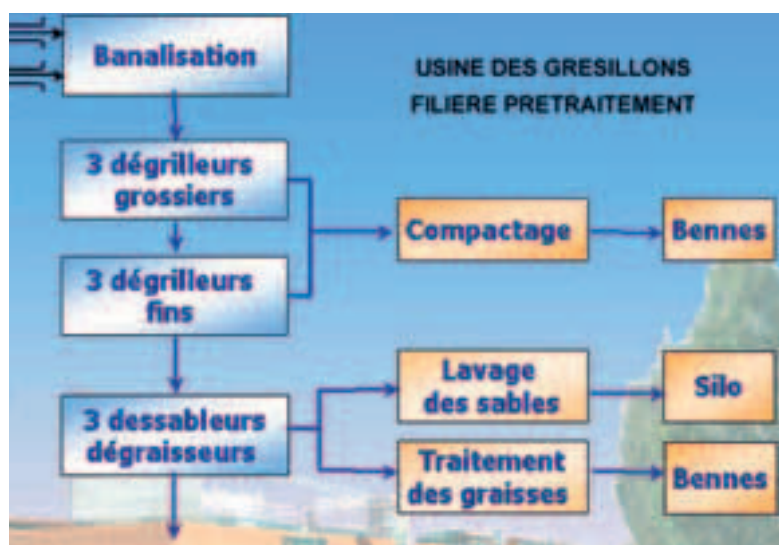 Banalisation
USINE DES GRESILLONS
FILIERE PRETRAITEMENT
3 dégrilleurs
grossiers
Compactage
Bennes
3 dégrilleurs
fins
3 dessableurs
dégraisseurs
Lavage
des sables
Silo
Traitement
des graisses
Bennes